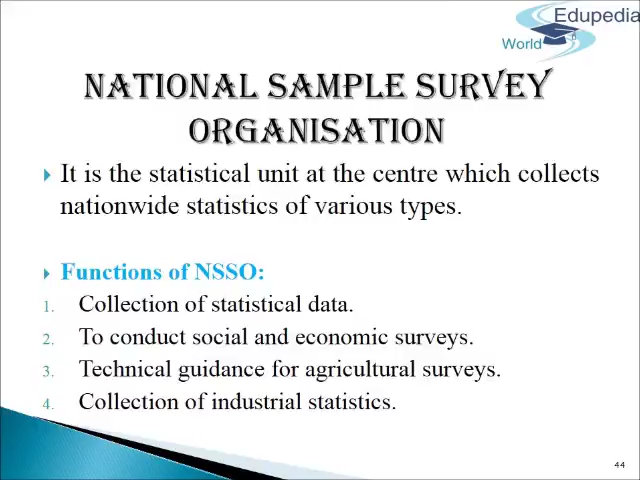 Edupedia
World
NATIONAL SAMPLE SURVEY
ORGANISATION
It is the statistical unit at the centre which collects
nationwide statistics of various types.
Functions of NSSO:
1. Collection of statistical data.
2. To conduct social and economic surveys.
3. Technical guidance for agricultural surveys.
4. Collection of industrial statistics.
44